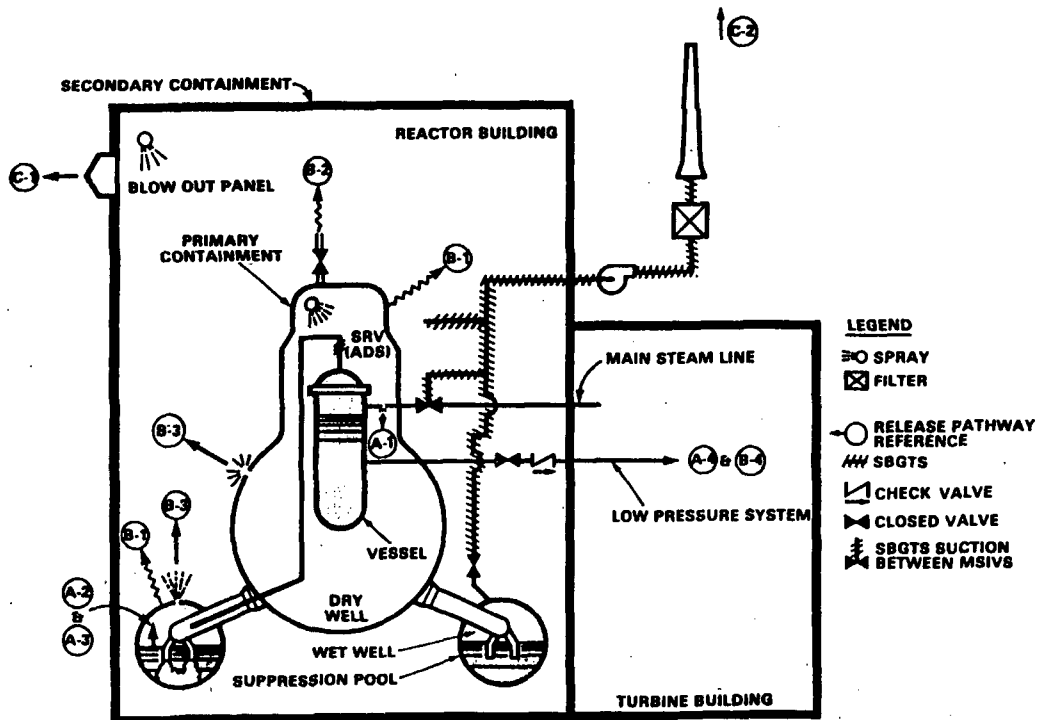 C-2
SECONDARY CONTAINMENT
REACTOR BUILDING
C-1
BLOW OUT PANEL
B-2
PRIMARY
CONTAINMENT
B-1
SRV
(ADS)
LEGEND
SPRAY
FILTER
RELEASE PATHWAY
REFERENCE
SBGTS
CHECK VALVE
CLOSED VALVE
SBGTS SUCTION
BETWEEN MSIVS
MAIN STEAM LINE
A-1
B-3
A-4 & B-4
LOW PRESSURE SYSTEM
B-3
B-1
VESSEL
A-2
&
A-3
DRY
WELL
WET WELL
SUPPRESSION POOL
TURBINE BUILDING